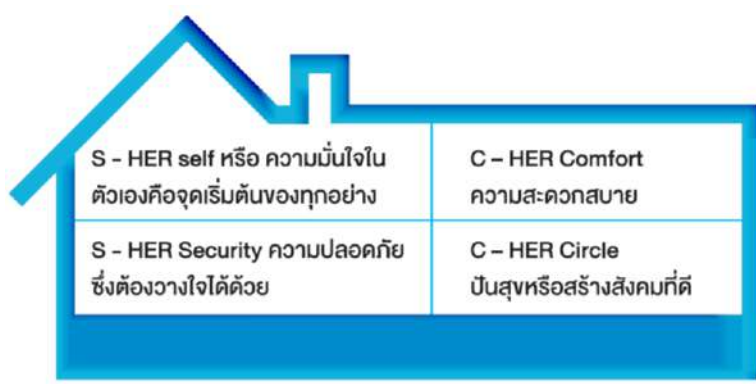 S - HER self หรือ ความมั่นใจใน
ตัวเองคือจุดเริ่มต้นของทุกอย่าง
C – HER Comfort
ความสะดวกสบาย
S - HER Security ความปลอดภัย
ซึ่งต้องวางใจได้ด้วย
C – HER Circle
ปันสุขหรือสร้างสังคมที่ดี